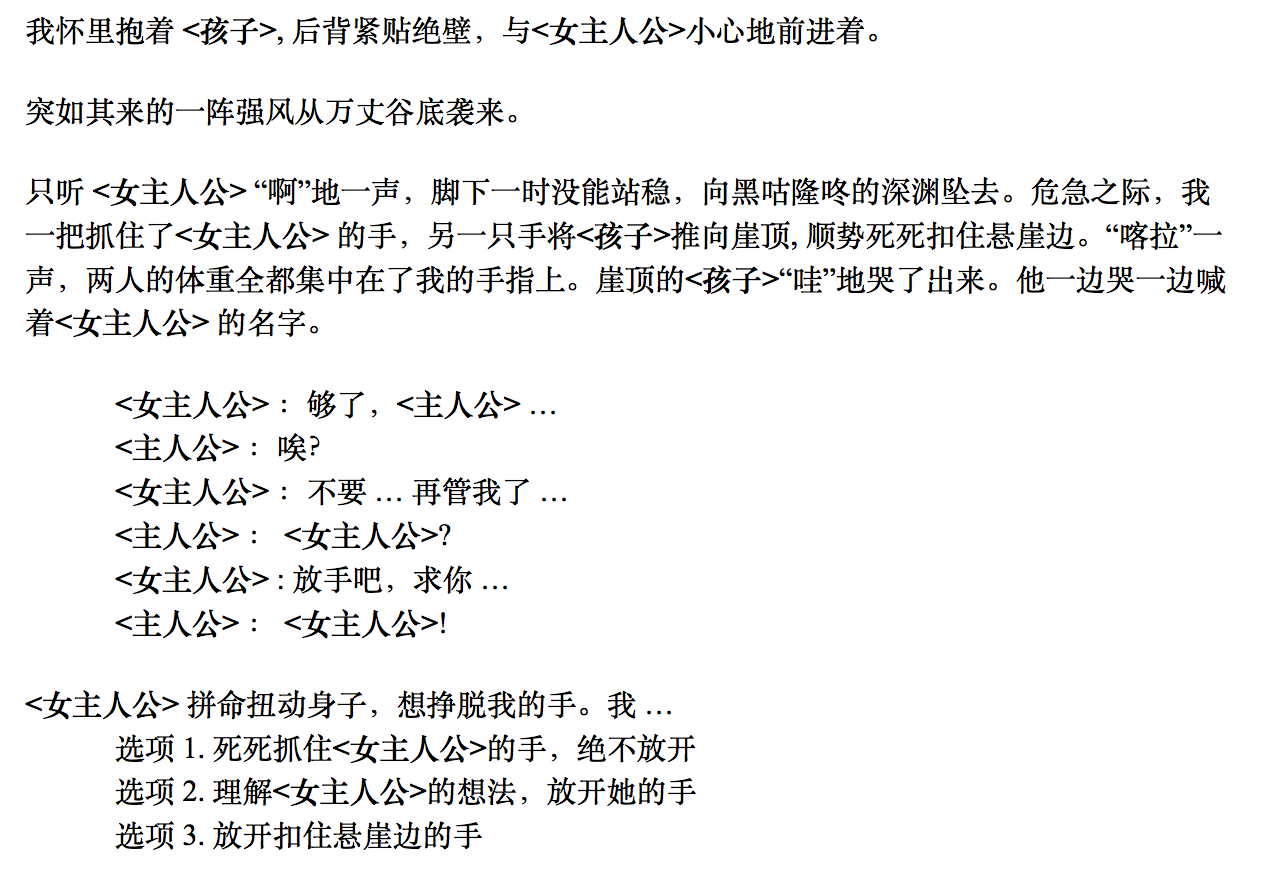 我怀里抱着 <孩子>, 后背紧贴绝壁，与<女主人公>小心地前进着。
突如其来的一阵强风从万丈谷底袭来。
只听 <女主人公> “啊”地一声，脚下一时没能站稳，向黑咕隆咚的深渊坠去。危急之际，我
一把抓住了<女主人公> 的手，另一只手将<孩子>推向崖顶, 顺势死死扣住悬崖边。“喀拉”一
声，两人的体重全都集中在了我的手指上。崖顶的<孩子>“哇”地哭了出来。他一边哭一边喊
着<女主人公> 的名字。
<女主人公> ：够了，<主人公> …
<主人公> ：唉?
<女主人公> ：不要 … 再管我了 …
<主人公> ： <女主人公>?
<女主人公> : 放手吧，求你 …
<主人公> ： <女主人公>!
<女主人公> 拼命扭动身子，想挣脱我的手。我 …
选项 1. 死死抓住<女主人公>的手，绝不放开
选项 2. 理解<女主人公>的想法，放开她的手
选项 3. 放开扣住悬崖边的手